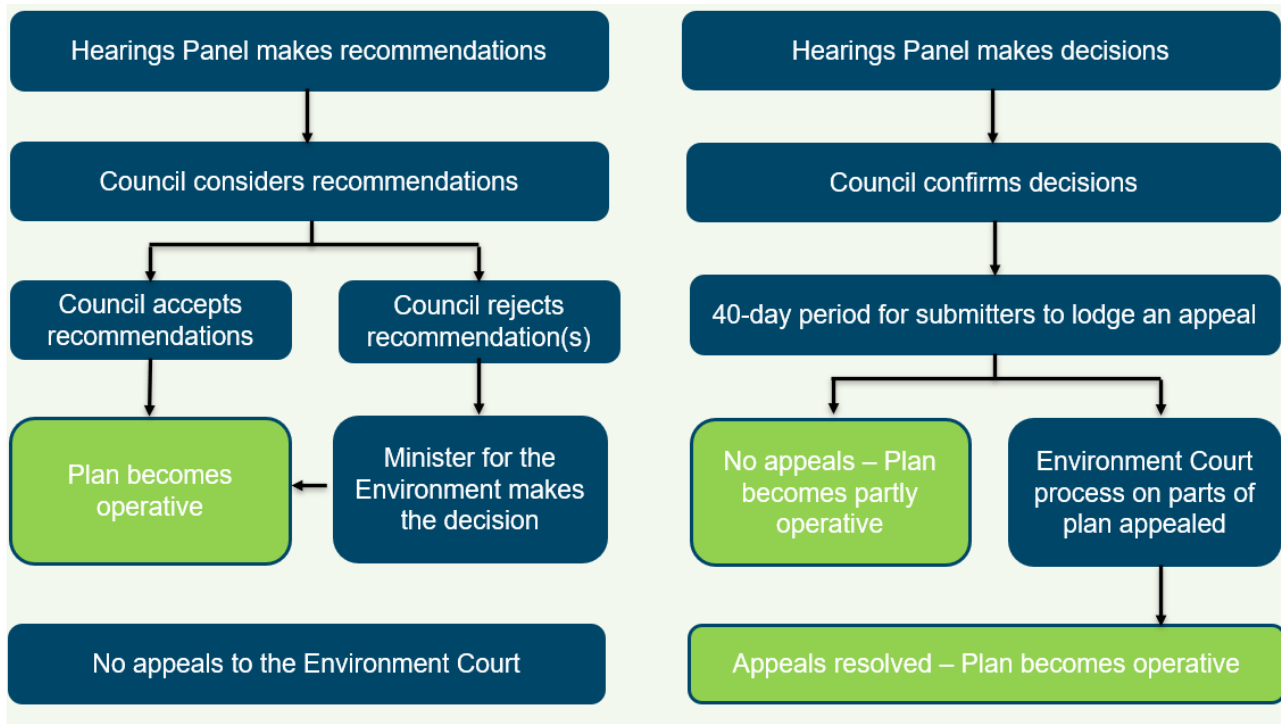 Hearings Panel makes recommendations
Council considers recommendations
Council accepts
recommendations
Council rejects
recommendation(s)
Plan becomes
operative
Minister for the
Environment makes
the decision
No appeals to the Environment Court
Hearings Panel makes decisions
Council confirms decisions
40-day period for submitters to lodge an appeal
No appeals – Plan
becomes partly
operative
Environment Court
process on parts of
plan appealed
Appeals resolved – Plan becomes operative